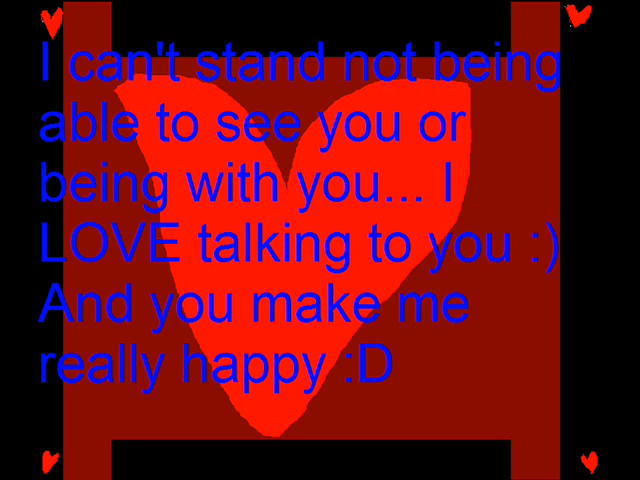 I can't stand not being
able to see you or
being with you... I
LOVE talking to you :)
And you make me
really happy :D